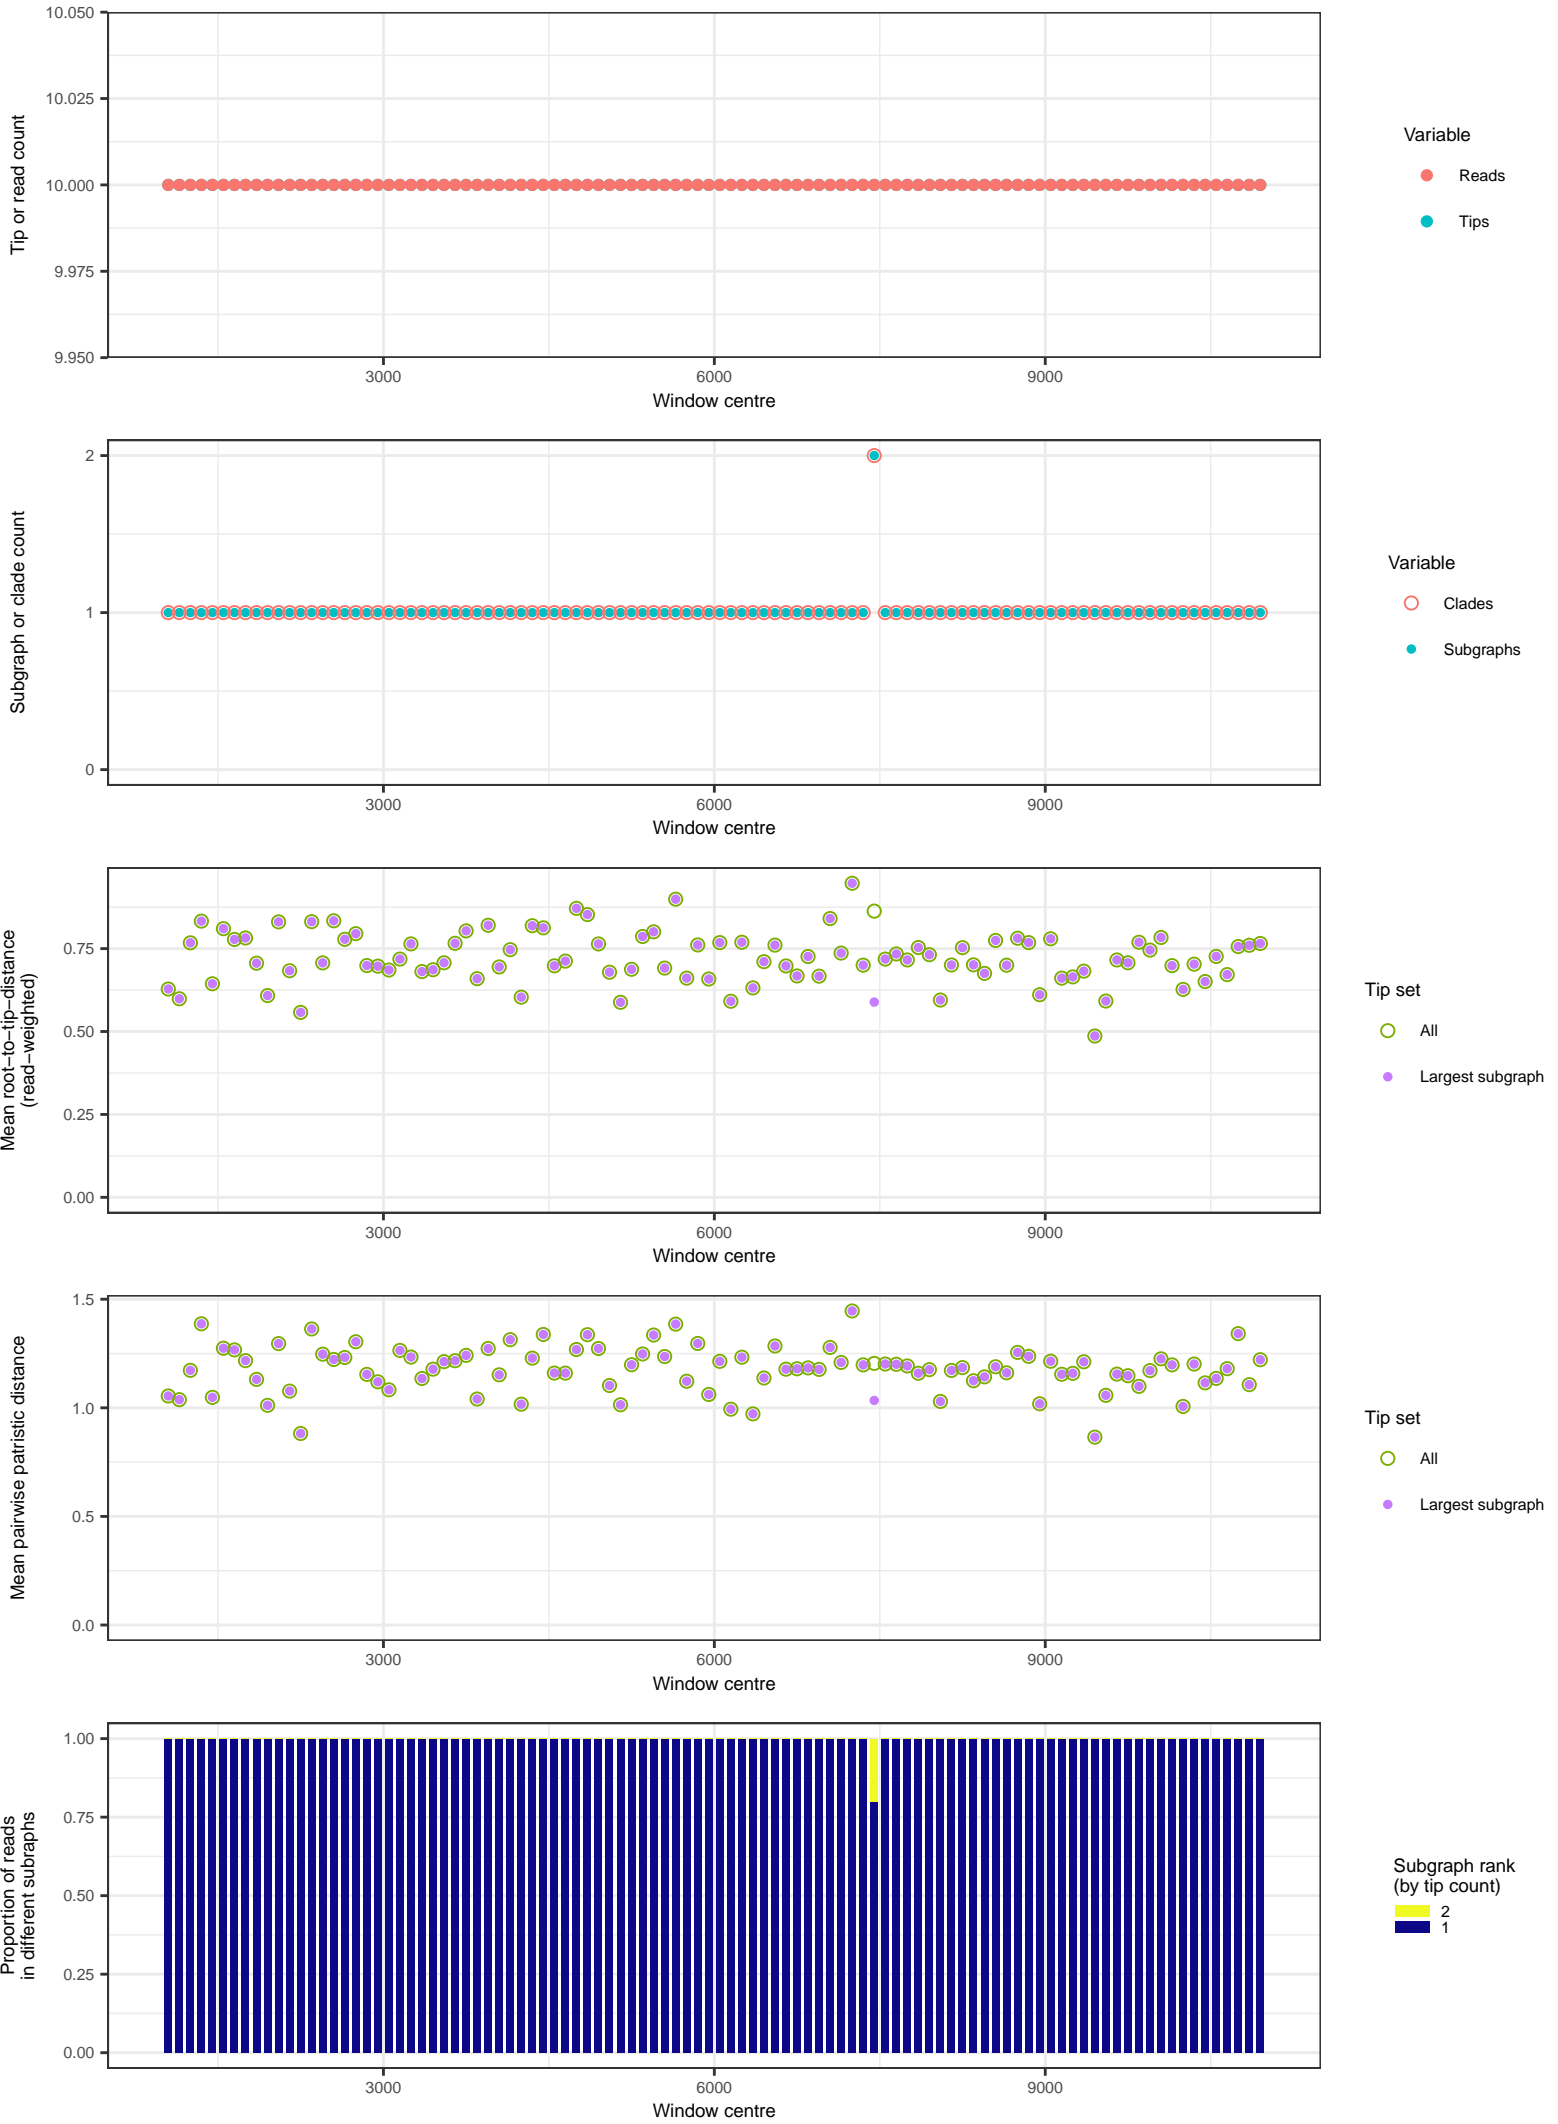 10.050
10.025
10.000
9.975
9.950
Tip or read count
3000
6000
9000
Window centre
Variable
Reads
Tips
2
1
0
Subgraph or clade count
3000
6000
9000
Window centre
Variable
Clades
Subgraphs
0.75
0.50
0.25
0.00
Mean root−to−tip−distance
(read−weighted)
3000
6000
9000
Window centre
Tip set
All
Largest subgraph
1.5
1.0
0.5
0.0
Mean pairwise patristic distance
3000
6000
9000
Window centre
Tip set
All
Largest subgraph
1.00
0.75
0.50
0.25
0.00
Proportion of reads
in different subraphs
3000
6000
9000
Window centre
Subgraph rank
(by tip count)
2
1